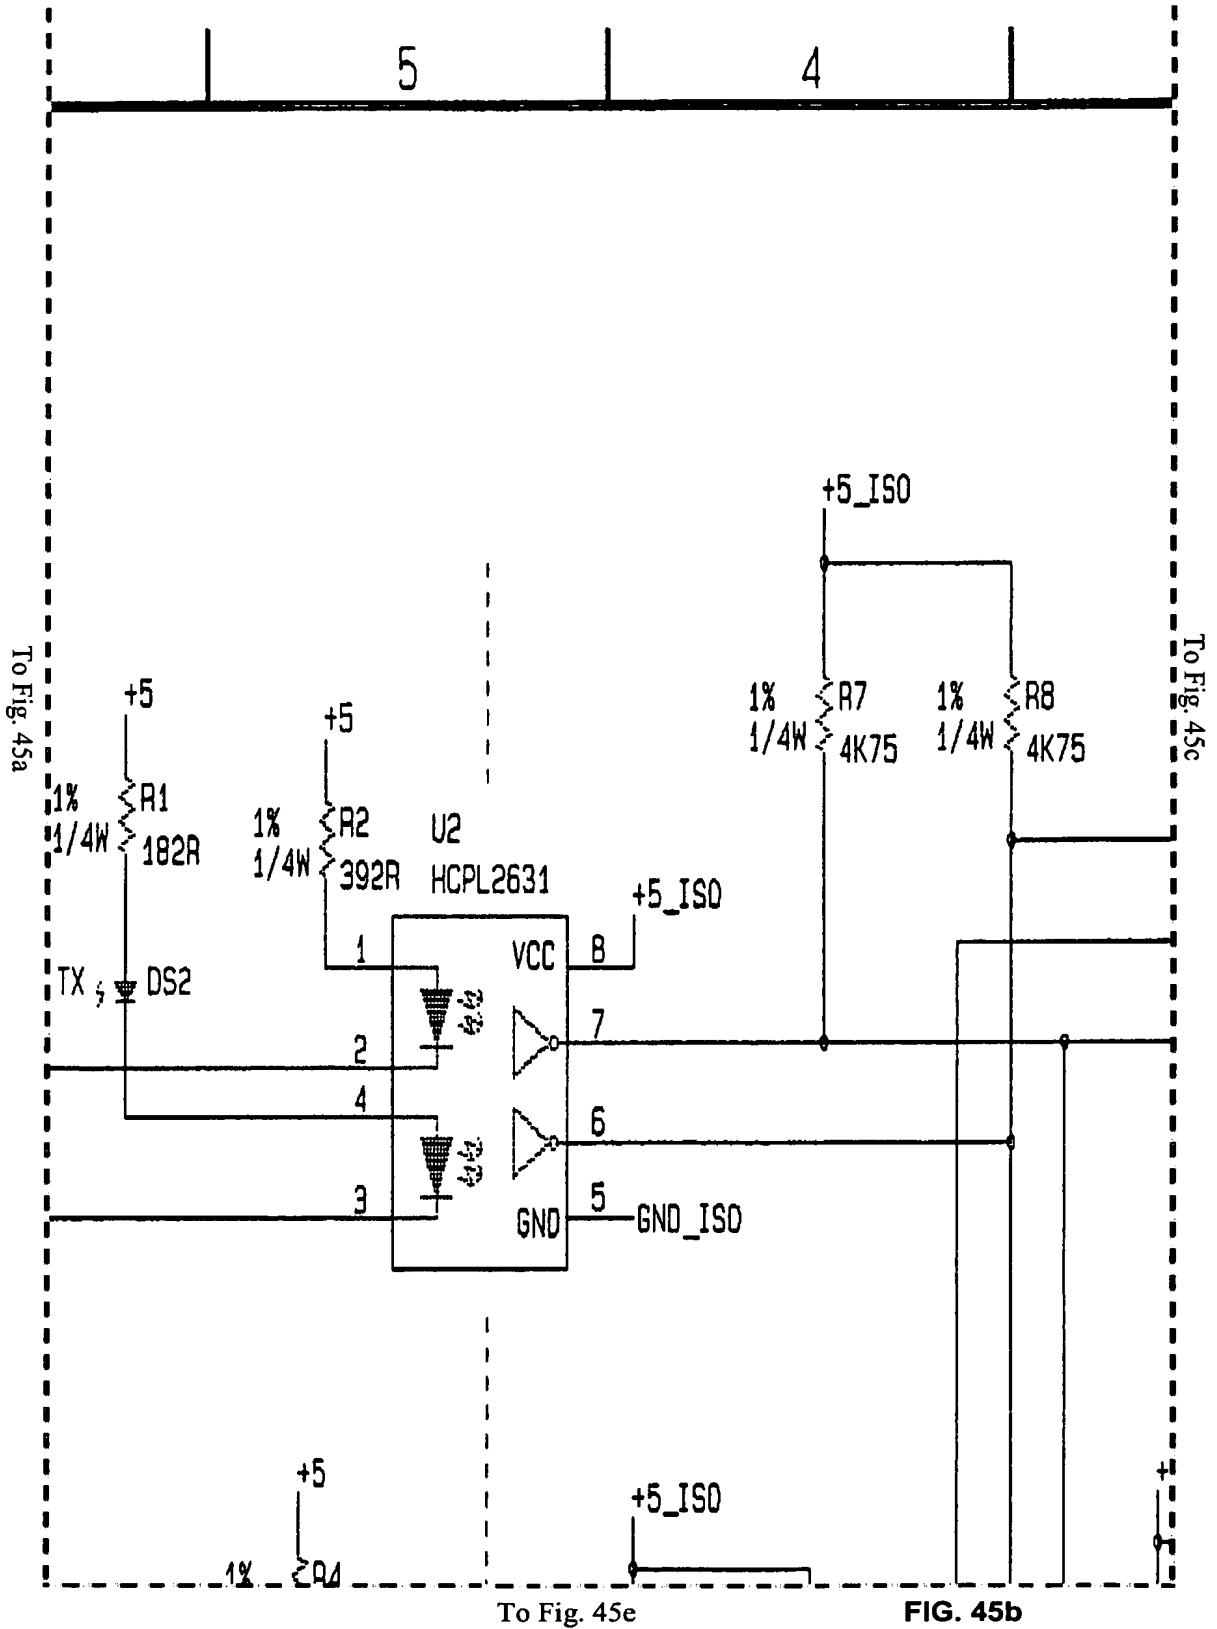 5
4
+5_ISO
To Fig. 45a
To Fig. 45c
+5
+5
1%
R7
1/4W
4K75
1%
R8
1/4W
4K75
1%
R1
1/4W
182R
1%
R2
1/4W
392R
U2
HCPL2631
+5_ISO
1
VCC
8
TX
DS2
7
2
4
6
3
5
GND
GND_ISO
+5
+5_ISO
+
1%
R4
To Fig. 45e
FIG. 45b